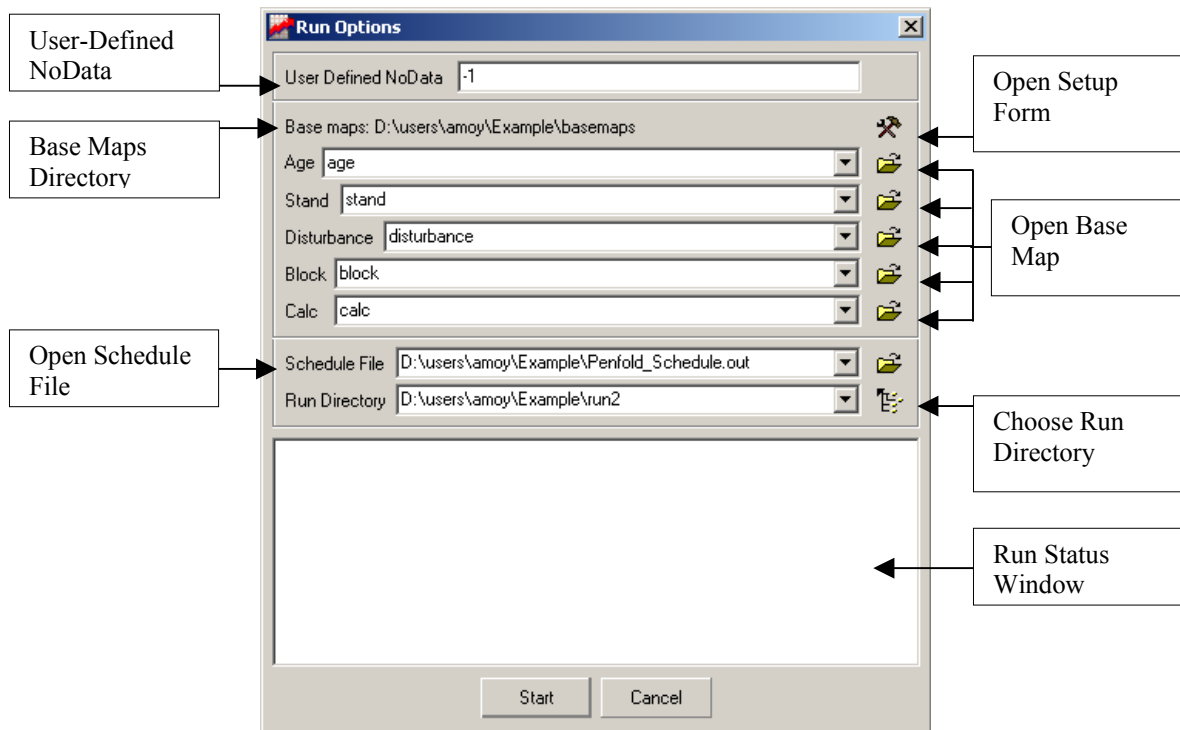 User-Defined
NoData
Base Maps
Directory
Open Schedule
File
Run Options
User Defined NoData -1
Base maps: D:\users\amoy\Example\basemaps
Age age
Stand stand
Disturbance disturbance
Block block
Calc calc
Schedule File D:\users\amoy\Example\Penfold_Schedule.out
Run Directory D:\users\amoy\Example\run2
Start Cancel
Open Setup
Form
Open Base
Map
Choose Run
Directory
Run Status
Window